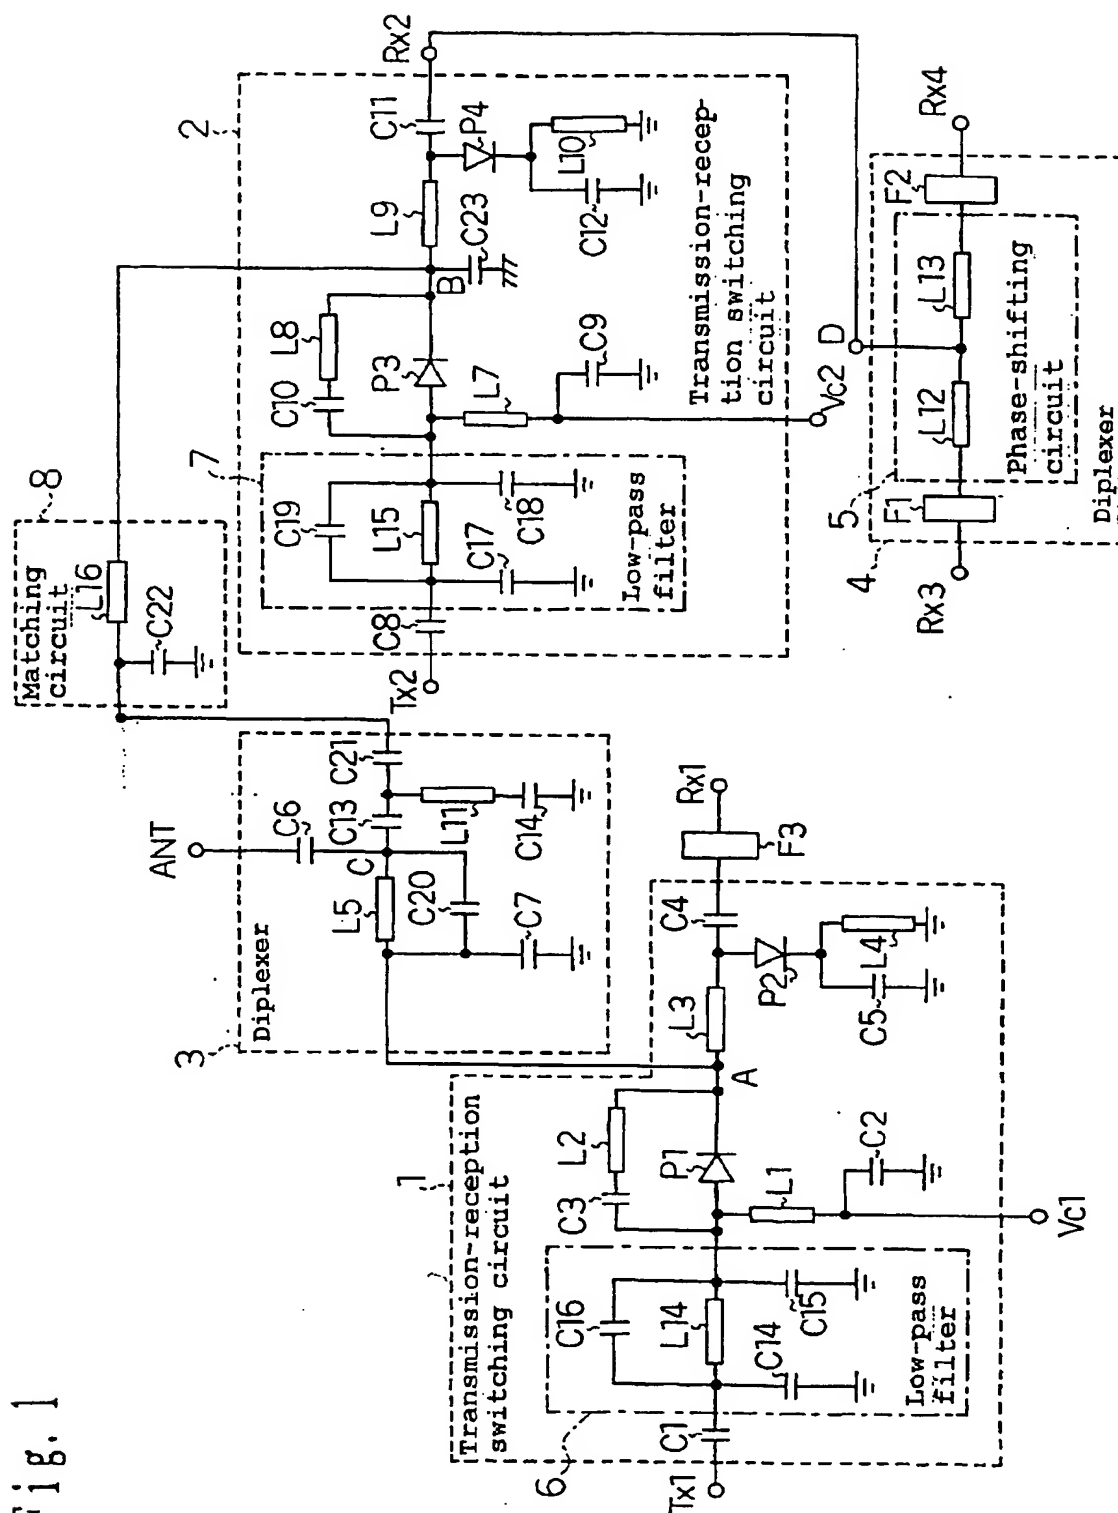 Fig. 1
8
Matching
circuit
L16
C22
2
Rx2
C11
P4
L10
C12
L9
C23
B
L8
C10
P3
L7
C9
Vc2
Transmission-recep-
tion switching
circuit
7
C19
L15
C18
C17
Low-pass
filter
C8
Tx2
ANT
C6
C
C13
C21
L11
C14
L5
C20
C7
Diplexer
3
D
Rx4
F2
L13
L12
Phase-shifting
circuit
5
F1
4
Rx3
Diplexer
Rx1
F3
C4
P2
L4
C5
L3
A
1
Transmission-reception
switching circuit
L2
C3
P1
L1
C2
Vc1
C16
L14
C15
C14
Low-pass
filter
6
C1
Tx1